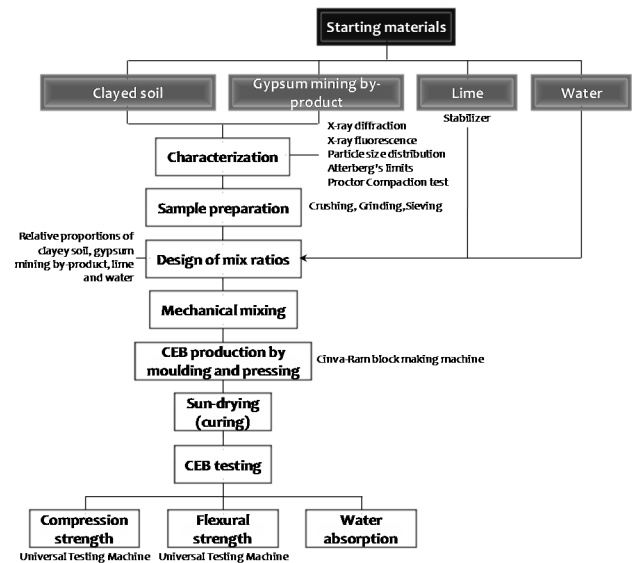 Starting materials
Clayed soil
Gypsum mining by-
product
Lime
Water
Stabilizer
X-ray diffraction
X-ray fluorescence
Particle size distribution
Atterberg's limits
Proctor Compaction test
Characterization
Sample preparation
Crushing, Grinding,Sieving
Relative proportions of
clayey soil, gypsum
mining by-product, lime
and water
Design of mix ratios
Mechanical mixing
CEB production by
moulding and pressing
Cinva-Ram block making machine
Sun-drying
(curing)
CEB testing
Compression
strength
Flexural
strength
Water
absorption
Universal Testing Machine
Universal Testing Machine